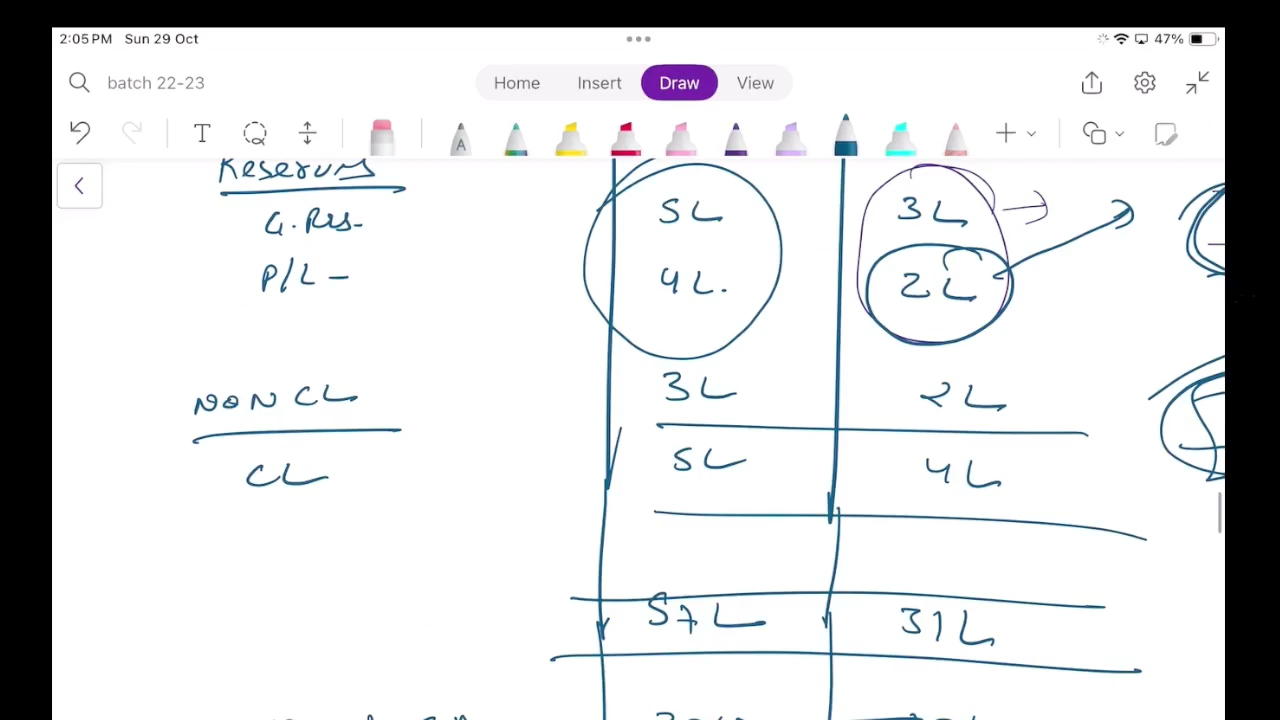 2:05 PM Sun 29 Oct 47%
batch 22-23 Home Insert Draw View
T A
Reserves
G. Res- 5L 3L
P/L - 4L. 2L
NON CL 3L 2L
CL 5L 4L
57L 31L